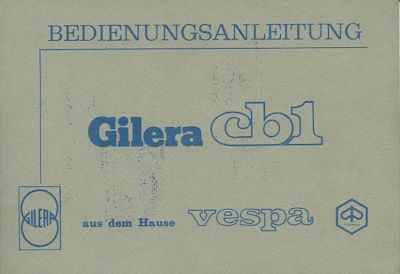 BEDIENUNGSANLEITUNG
Gilera cb1
GILERA
aus dem Hause vespa